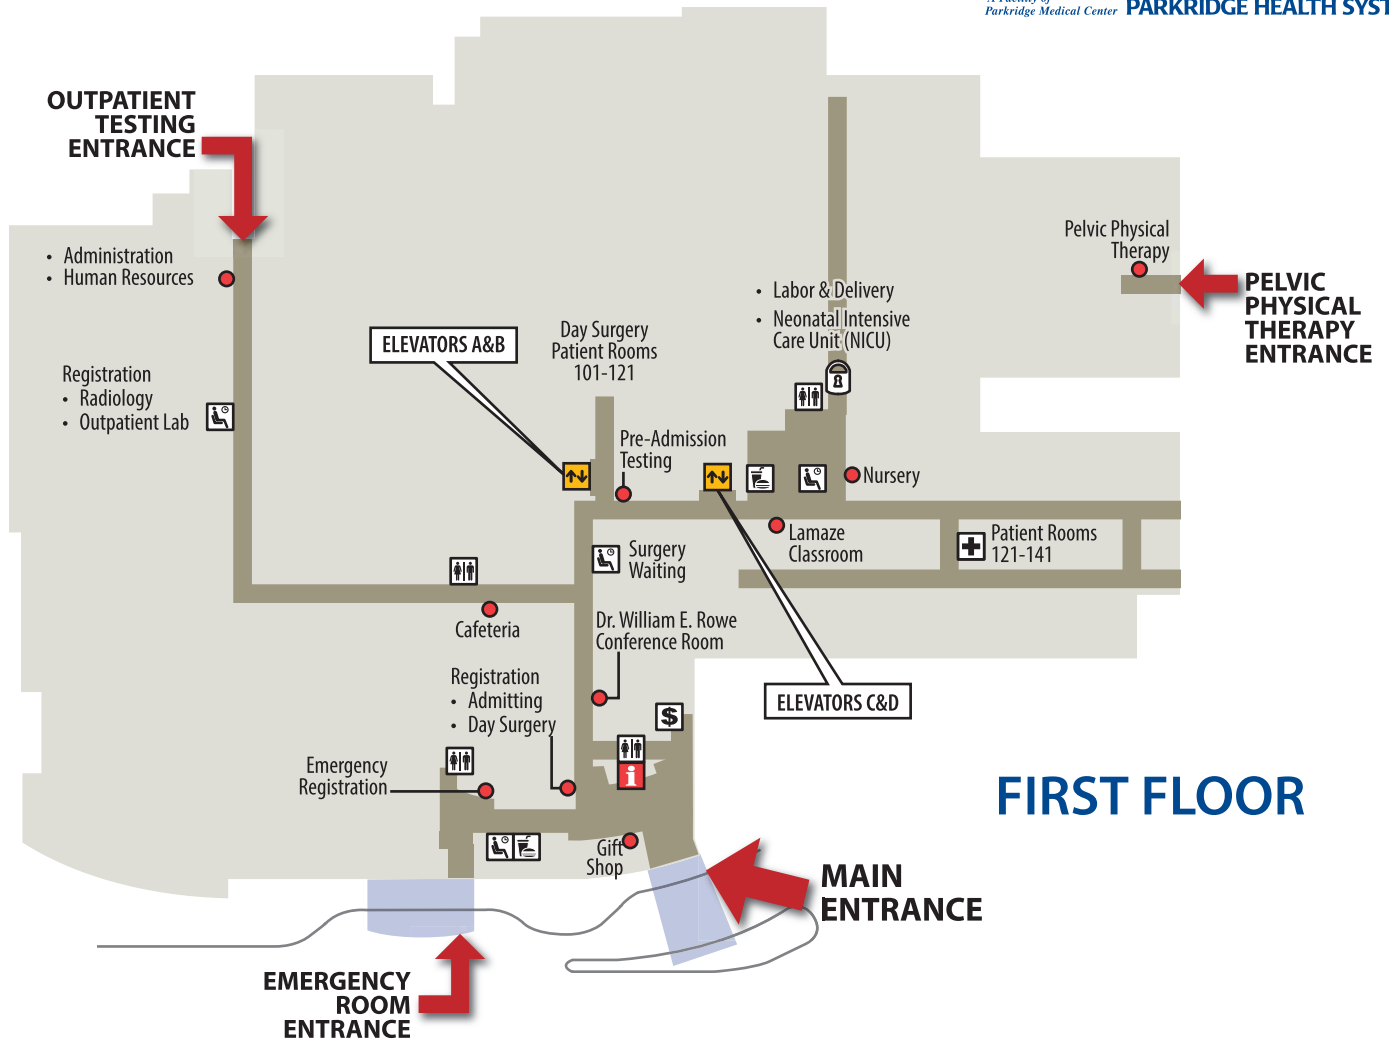 A Facility of
Parkridge Medical Center PARKRIDGE HEALTH SYST
OUTPATIENT
TESTING
ENTRANCE
• Administration
• Human Resources
Registration
• Radiology
• Outpatient Lab
ELEVATORS A&B
Day Surgery
Patient Rooms
101-121
Pre-Admission
Testing
• Labor & Delivery
• Neonatal Intensive
Care Unit (NICU)
Pelvic Physical
Therapy
PELVIC
PHYSICAL
THERAPY
ENTRANCE
Nursery
Lamaze
Classroom
Patient Rooms
121-141
Surgery
Waiting
Cafeteria
Dr. William E. Rowe
Conference Room
Registration
• Admitting
• Day Surgery
ELEVATORS C&D
$
i
Emergency
Registration
Gift
Shop
FIRST FLOOR
MAIN
ENTRANCE
EMERGENCY
ROOM
ENTRANCE